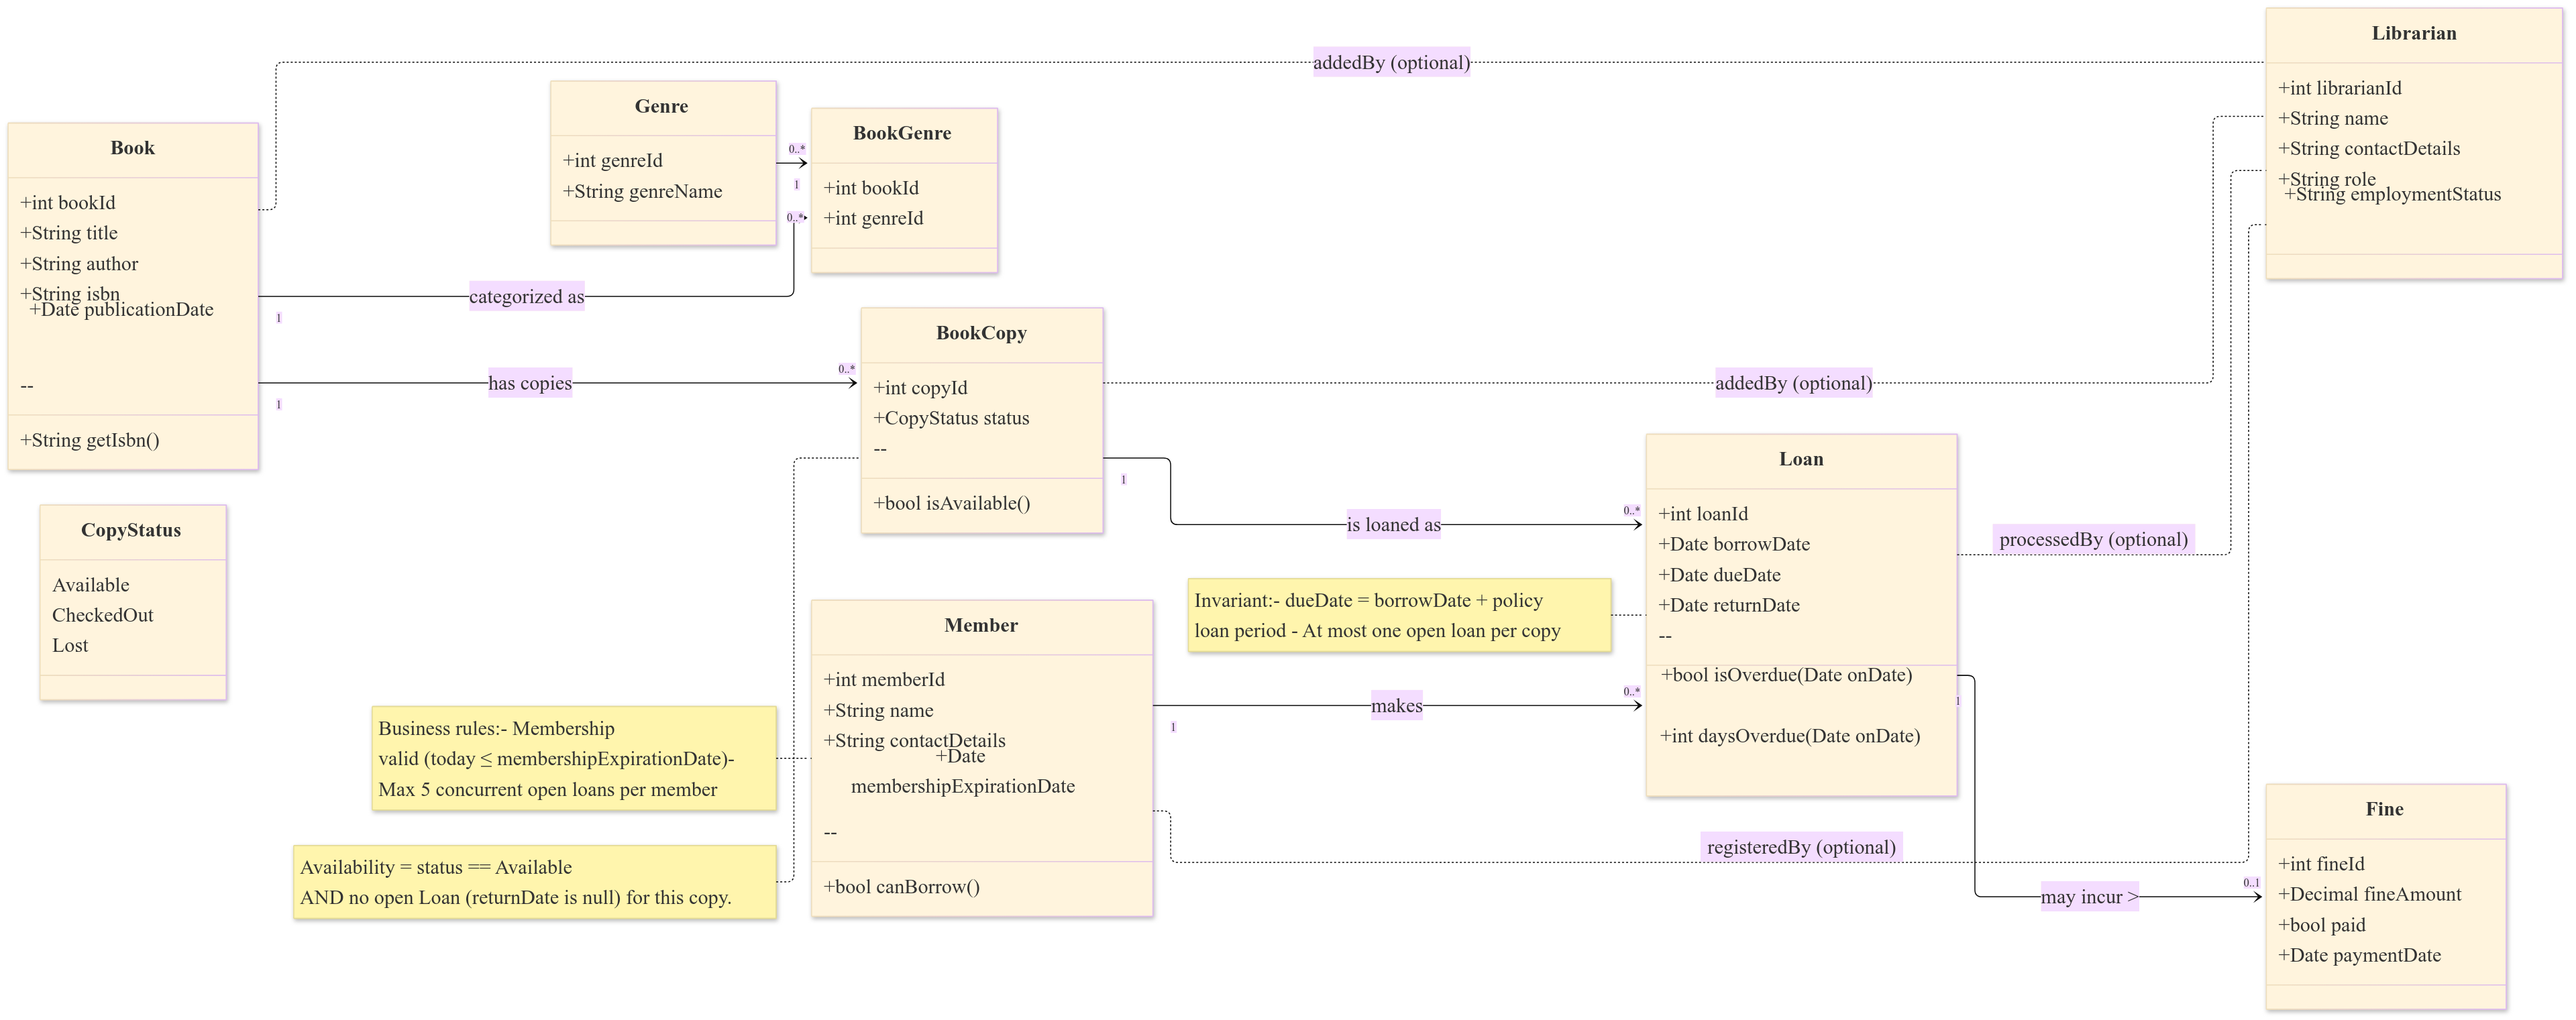 addedBy (optional)
Librarian
+int librarianId
+String name
+String contactDetails
+String role
+String employmentStatus
Genre
+int genreId
+String genreName
0..*
1
BookGenre
+int bookId
+int genreId
0..*
Book
+int bookId
+String title
+String author
+String isbn
+Date publicationDate
--
+String getIsbn()
categorized as
1
has copies
1
0..*
BookCopy
+int copyId
+CopyStatus status
--
+bool isAvailable()
addedBy (optional)
1
is loaned as
0..*
Loan
+int loanId
+Date borrowDate
+Date dueDate
+Date returnDate
--
+bool isOverdue(Date onDate)
+int daysOverdue(Date onDate)
processedBy (optional)
CopyStatus
Available
CheckedOut
Lost
Invariant:- dueDate = borrowDate + policy
loan period - At most one open loan per copy
Member
+int memberId
+String name
+String contactDetails
+Date
membershipExpirationDate
--
+bool canBorrow()
makes
1
0..*
1
Business rules:- Membership
valid (today ≤ membershipExpirationDate)-
Max 5 concurrent open loans per member
Availability = status == Available
AND no open Loan (returnDate is null) for this copy.
registeredBy (optional)
may incur >
0..1
Fine
+int fineId
+Decimal fineAmount
+bool paid
+Date paymentDate